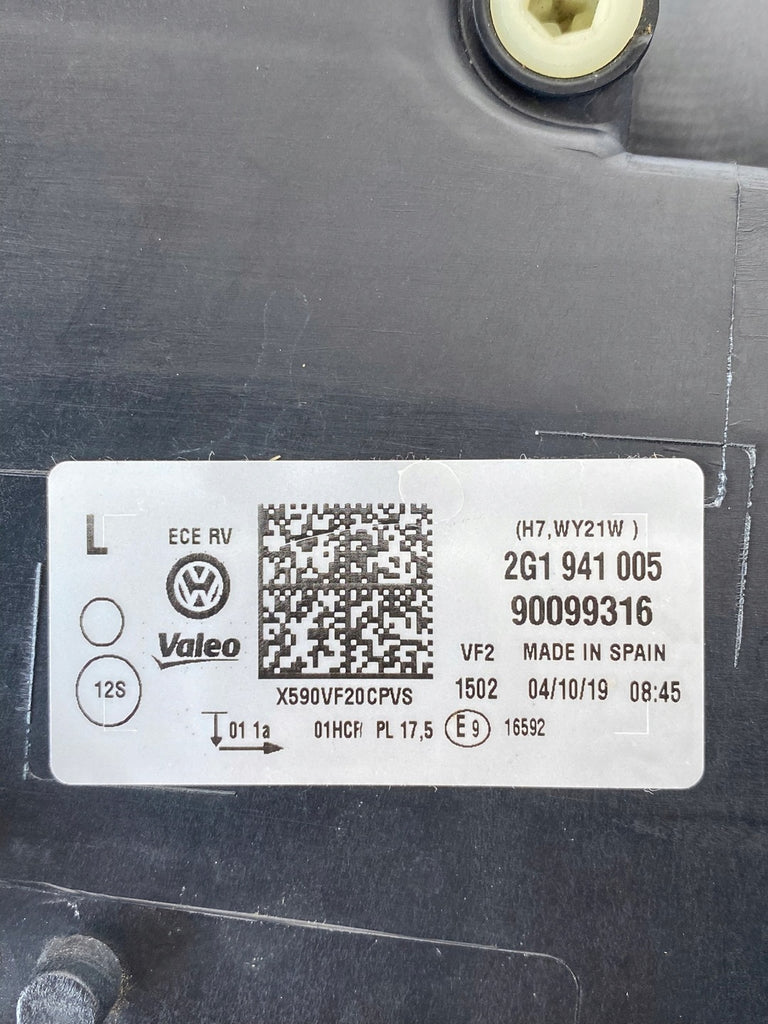 L
ECE RV
(H7,WY21W )
2G1 941 005
90099316
VW
Valeo
12S
X590VF20CPVS
VF2 MADE IN SPAIN
1502 04/10/19 08:45
01 1a 01HCR PL 17,5 E9 16592